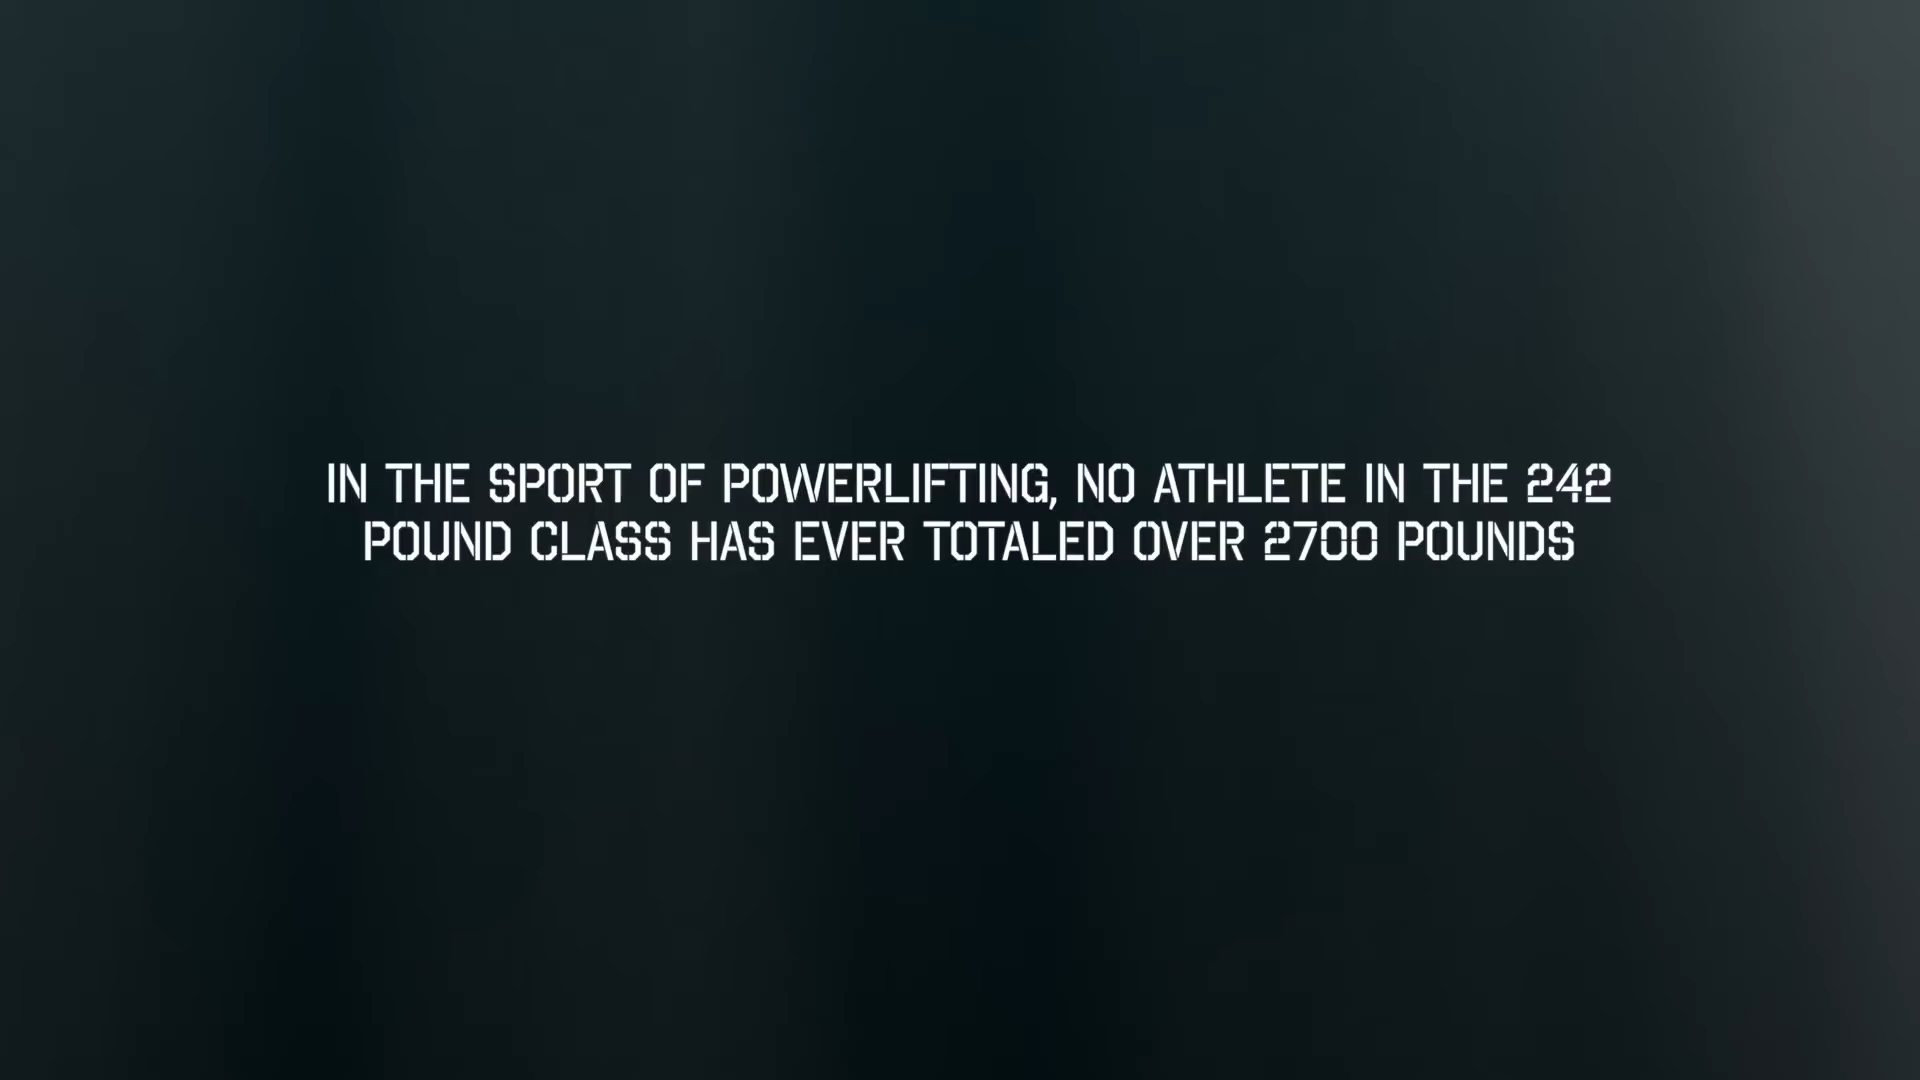 IN THE SPORT OF POWERLIFTING, NO ATHLETE IN THE 242
POUND CLASS HAS EVER TOTALED OVER 2700 POUNDS